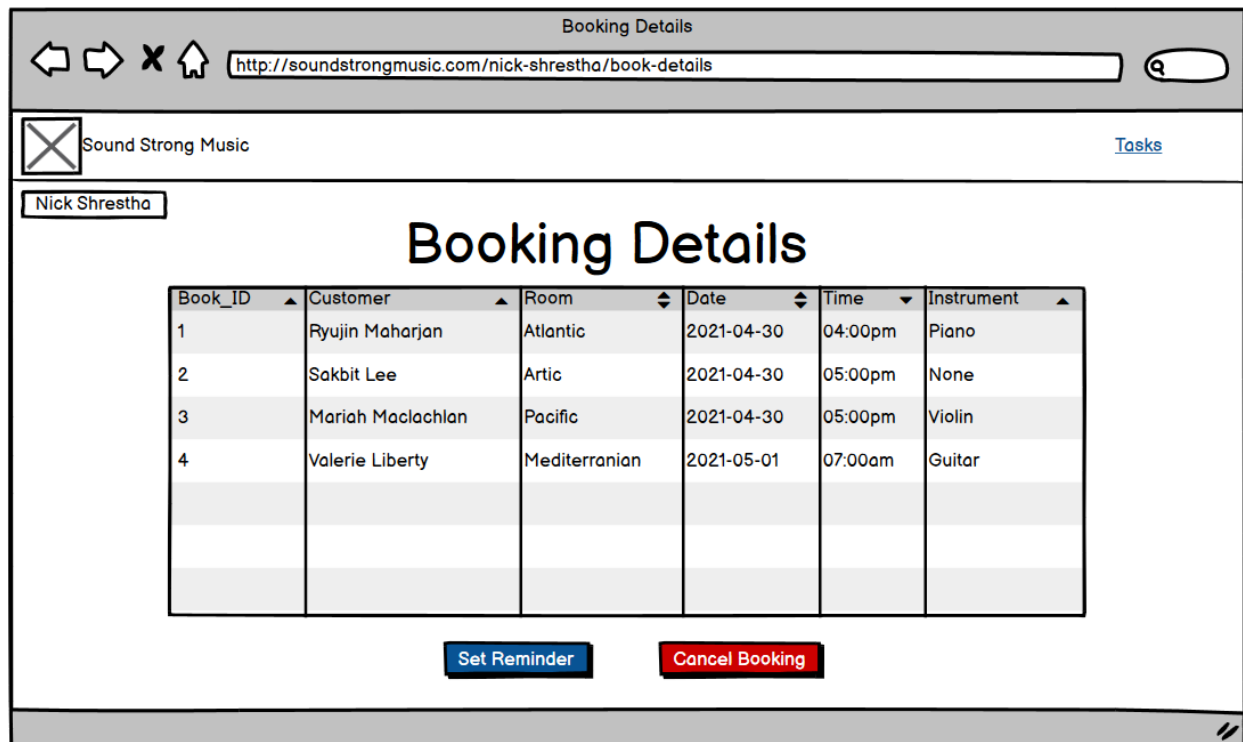 Booking Details
http://soundstrongmusic.com/nick-shrestha/book-details
Sound Strong Music Tasks
Nick Shrestha
Booking Details
Book_ID Customer Room Date Time Instrument
1 Ryujin Maharjan Atlantic 2021-04-30 04:00pm Piano
2 Sakbit Lee Artic 2021-04-30 05:00pm None
3 Mariah Maclachlan Pacific 2021-04-30 05:00pm Violin
4 Valerie Liberty Mediterranian 2021-05-01 07:00am Guitar
Set Reminder Cancel Booking